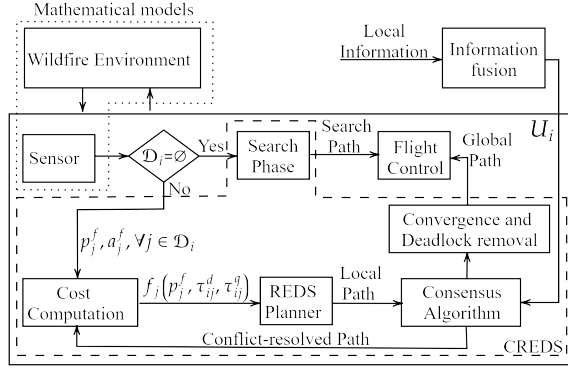 Mathematical models
Wildfire Environment
Local
Information
Information
fusion
U_i
Sensor
𝒟_i=∅
Yes
No
Search
Phase
Search
Path
Flight
Control
Global
Path
p_j^f, a_j^f, ∀j ∈ 𝒟_i
Convergence and
Deadlock removal
Cost
Computation
f_j(p_j^f, τ_ij^d, τ_ij^q)
REDS
Planner
Local
Path
Consensus
Algorithm
Conflict-resolved Path
CREDS